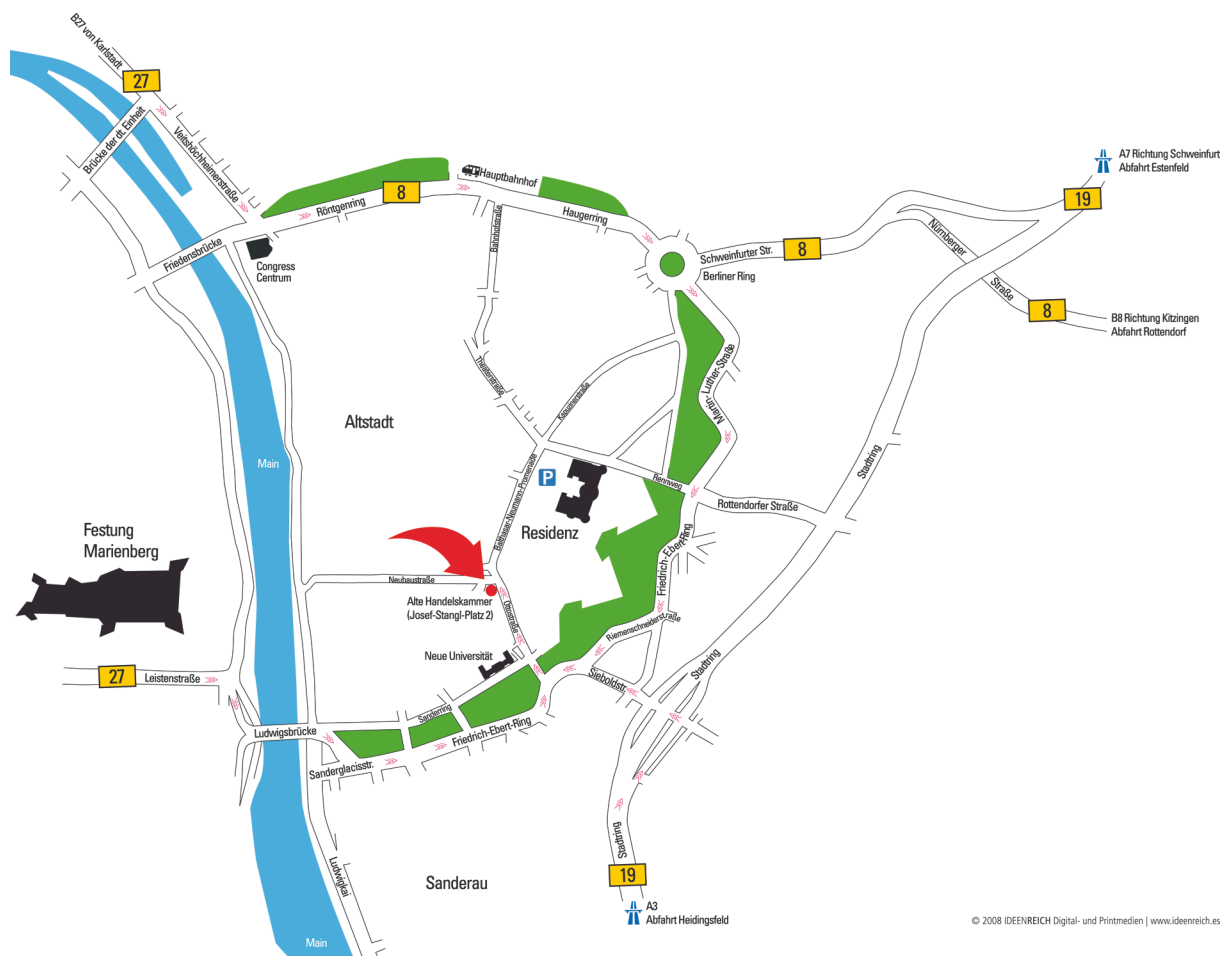 B27 von Karlstadt
27
Brücke der dt. Einheit
Veitshöchheimerstraße
Hauptbahnhof
8
Röntgenring
Haugerring
Bahnhofstraße
Friedensbrücke
Congress
Centrum
Schweinfurter Str.
8
Berliner Ring
A7 Richtung Schweinfurt
Abfahrt Estenfeld
19
Nürnberger
Straße
8
B8 Richtung Kitzingen
Abfahrt Rottendorf
Theaterstraße
Kapuzinerstraße
Martin-Luther-Straße
Altstadt
Main
Stadtring
P
Rennweg
Rottendorfer Straße
Balthasar-Neumann-Promenade
Residenz
Festung
Marienberg
Friedrich-Ebert-Ring
Neubaustraße
Alte Handelskammer
(Josef-Stangl-Platz 2)
Ottostraße
Riemenschneiderstraße
Neue Universität
Stadtring
Sieboldstr.
27
Leistenstraße
Sanderring
Ludwigsbrücke
Friedrich-Ebert-Ring
Sanderglacisstr.
Stadtring
Ludwigkai
Sanderau
19
A3
Abfahrt Heidingsfeld
Main
© 2008 IDEENREICH Digital- und Printmedien | www.ideenreich.es